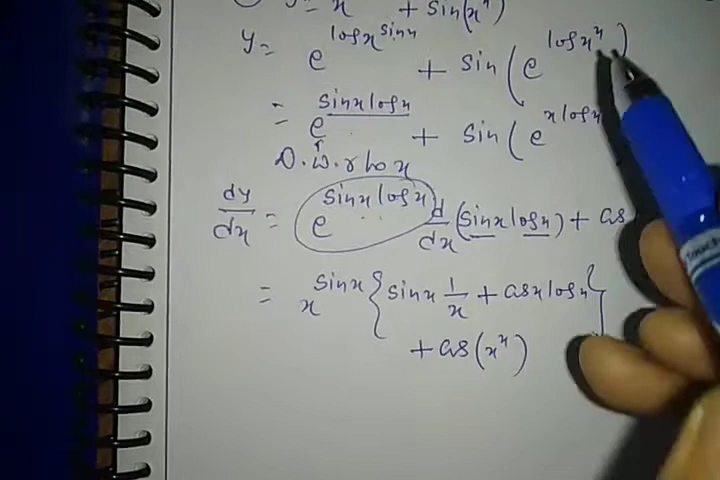 y = x + sin(x^x)
y = e^{log x^{sin x}} + sin(e^{log x^x})
= e^{sin x log x} + sin(e^{x log x}
D. w. r to x
dy/dx = e^{sin x log x} d/dx (sin x log x) + cos
= x^{sin x} { sin x 1/x + cos x log x }
+ cos(x^x)